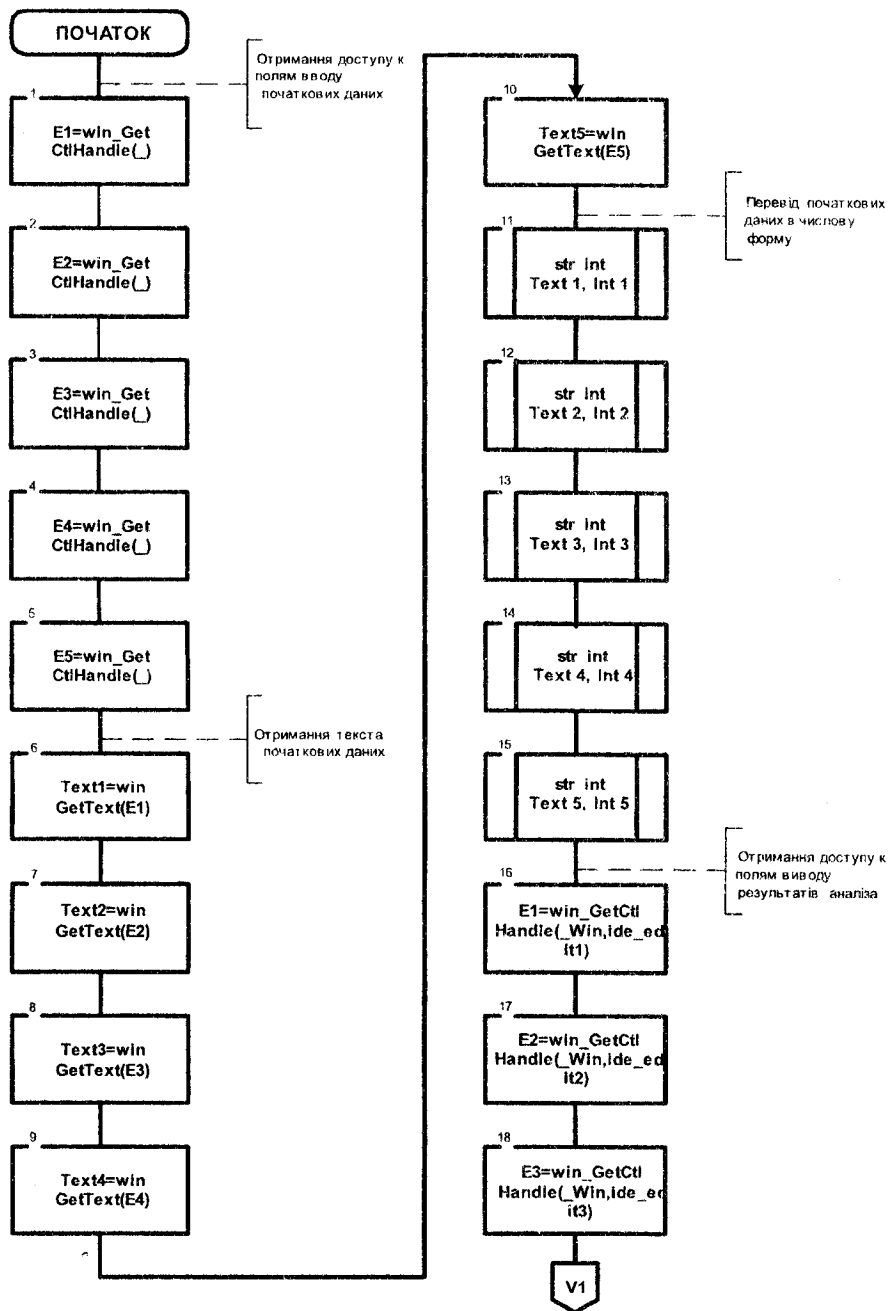 ПОЧАТОК
Отримання доступу к
полям вводу
початкових даних
1
E1=win_Get
CtlHandle(_)
2
E2=win_Get
CtlHandle(_)
3
E3=win_Get
CtlHandle(_)
4
E4=win_Get
CtlHandle(_)
5
E5=win_Get
CtlHandle(_)
Отримання текста
початкових даних
6
Text1=win
GetText(E1)
7
Text2=win
GetText(E2)
8
Text3=win
GetText(E3)
9
Text4=win
GetText(E4)
10
Text5=win
GetText(E5)
Перевід початкових
даних в числову
форму
11
str int
Text 1, Int 1
12
str int
Text 2, Int 2
13
str int
Text 3, Int 3
14
str int
Text 4, Int 4
15
str int
Text 5, Int 5
Отримання доступу к
полям виводу
результатів аналіза
16
E1=win_GetCtl
Handle(_Win,ide_ed
it1)
17
E2=win_GetCtl
Handle(_Win,ide_ed
it2)
18
E3=win_GetCtl
Handle(_Win,ide_ed
it3)
V1